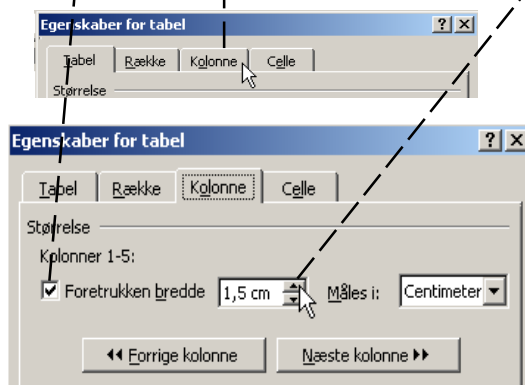 Egenskaber for tabel
Tabel Række Kolonne Celle
Størrelse
Egenskaber for tabel
Tabel Række Kolonne Celle
Størrelse
Kolonner 1-5:
Foretrukken bredde 1,5 cm Måles i: Centimeter
Forrige kolonne Næste kolonne